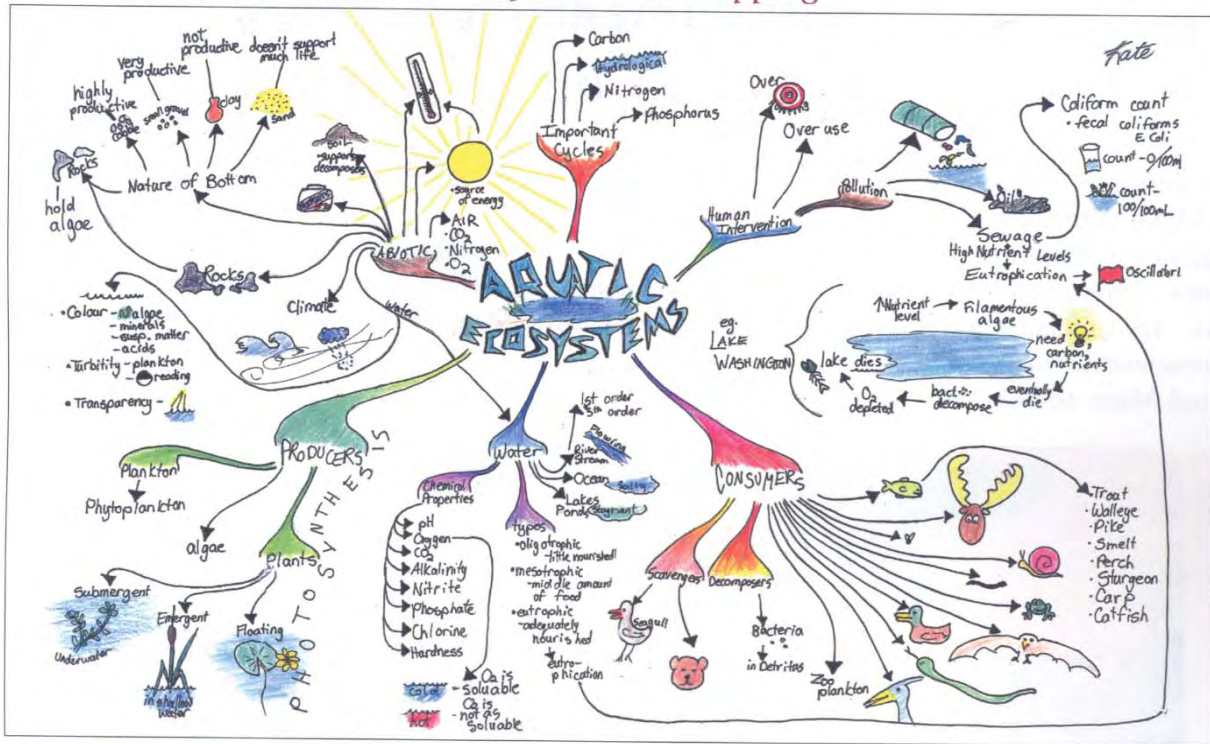 Kate
AQUATIC
ECOSYSTEMS
ABIOTIC
Nature of Bottom
highly
productive
very
productive
small gravel
not
productive
clay
doesn't support
much life
sand
Rocks
hold
algae
Rocks
soil
• supports
decomposers
• source
of energy
• AIR
• CO2
• Nitrogen
• O2
Climate
water
• Colour - algae
- minerals
- susp. matter
- acids
• Turbitity - plankton
- reading
• Transparency -
Important
Cycles
Carbon
Hydrological
Nitrogen
Phosphorus
Human
Intervention
Over
Over use
Pollution
Oil
Sewage
High Nutrient Levels
Eutrophication
Coliform count
• fecal coliforms
E. Coli
count - 0/100ml
count-
100/100mL
eg.
LAKE
WASHINGTON
Nutrient
level
Filamentous
algae
need
carbon,
nutrients
eventually
die
bact.
decompose
O2
depleted
lake dies
PRODUCERS
PHOTOSYNTHESIS
Plankton
Phytoplankton
algae
Plants
Submergent
Underwater
Emergent
in shallow
water
Floating
Water
1st order
5th order
Flowing
River
Stream
Ocean
Salty
Lakes
Ponds
Stagnant
Chemical
Properties
pH
Oxygen
CO2
Alkalinity
Nitrite
Phosphate
Chlorine
Hardness
cold
O2 is
- soluable
hot
O2 is
- not as
soluable
types
• oligotrophic
- little nourished
• mesotrophic
- middle amount
of food
• eutrophic
- adequately
nourished
eutro-
phication
CONSUMERS
Scavengers
Seagull
Decomposers
Bacteria
in Detritas
Zoo
plankton
• Trout
• Walleye
• Pike
• Smelt
• Perch
• Sturgeon
• Carp
• Catfish